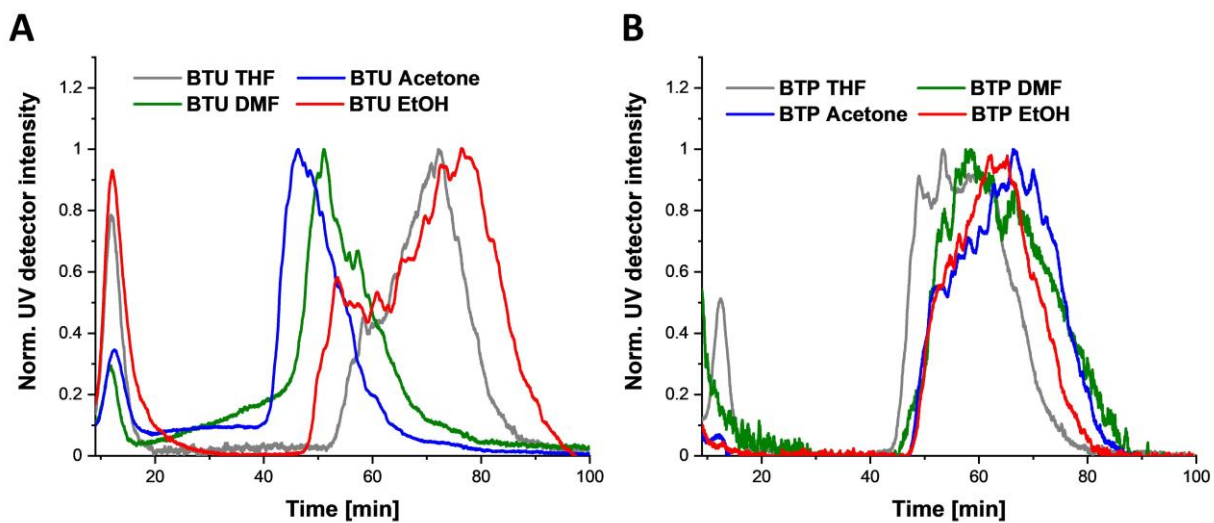 A
BTU THF BTU Acetone
BTU DMF BTU EtOH
Norm. UV detector intensity
1.2
1
0.8
0.6
0.4
0.2
0
20 40 60 80 100
Time [min]
B
BTP THF BTP DMF
BTP Acetone BTP EtOH
Norm. UV detector intensity
1.2
1
0.8
0.6
0.4
0.2
0
20 40 60 80 100
Time [min]